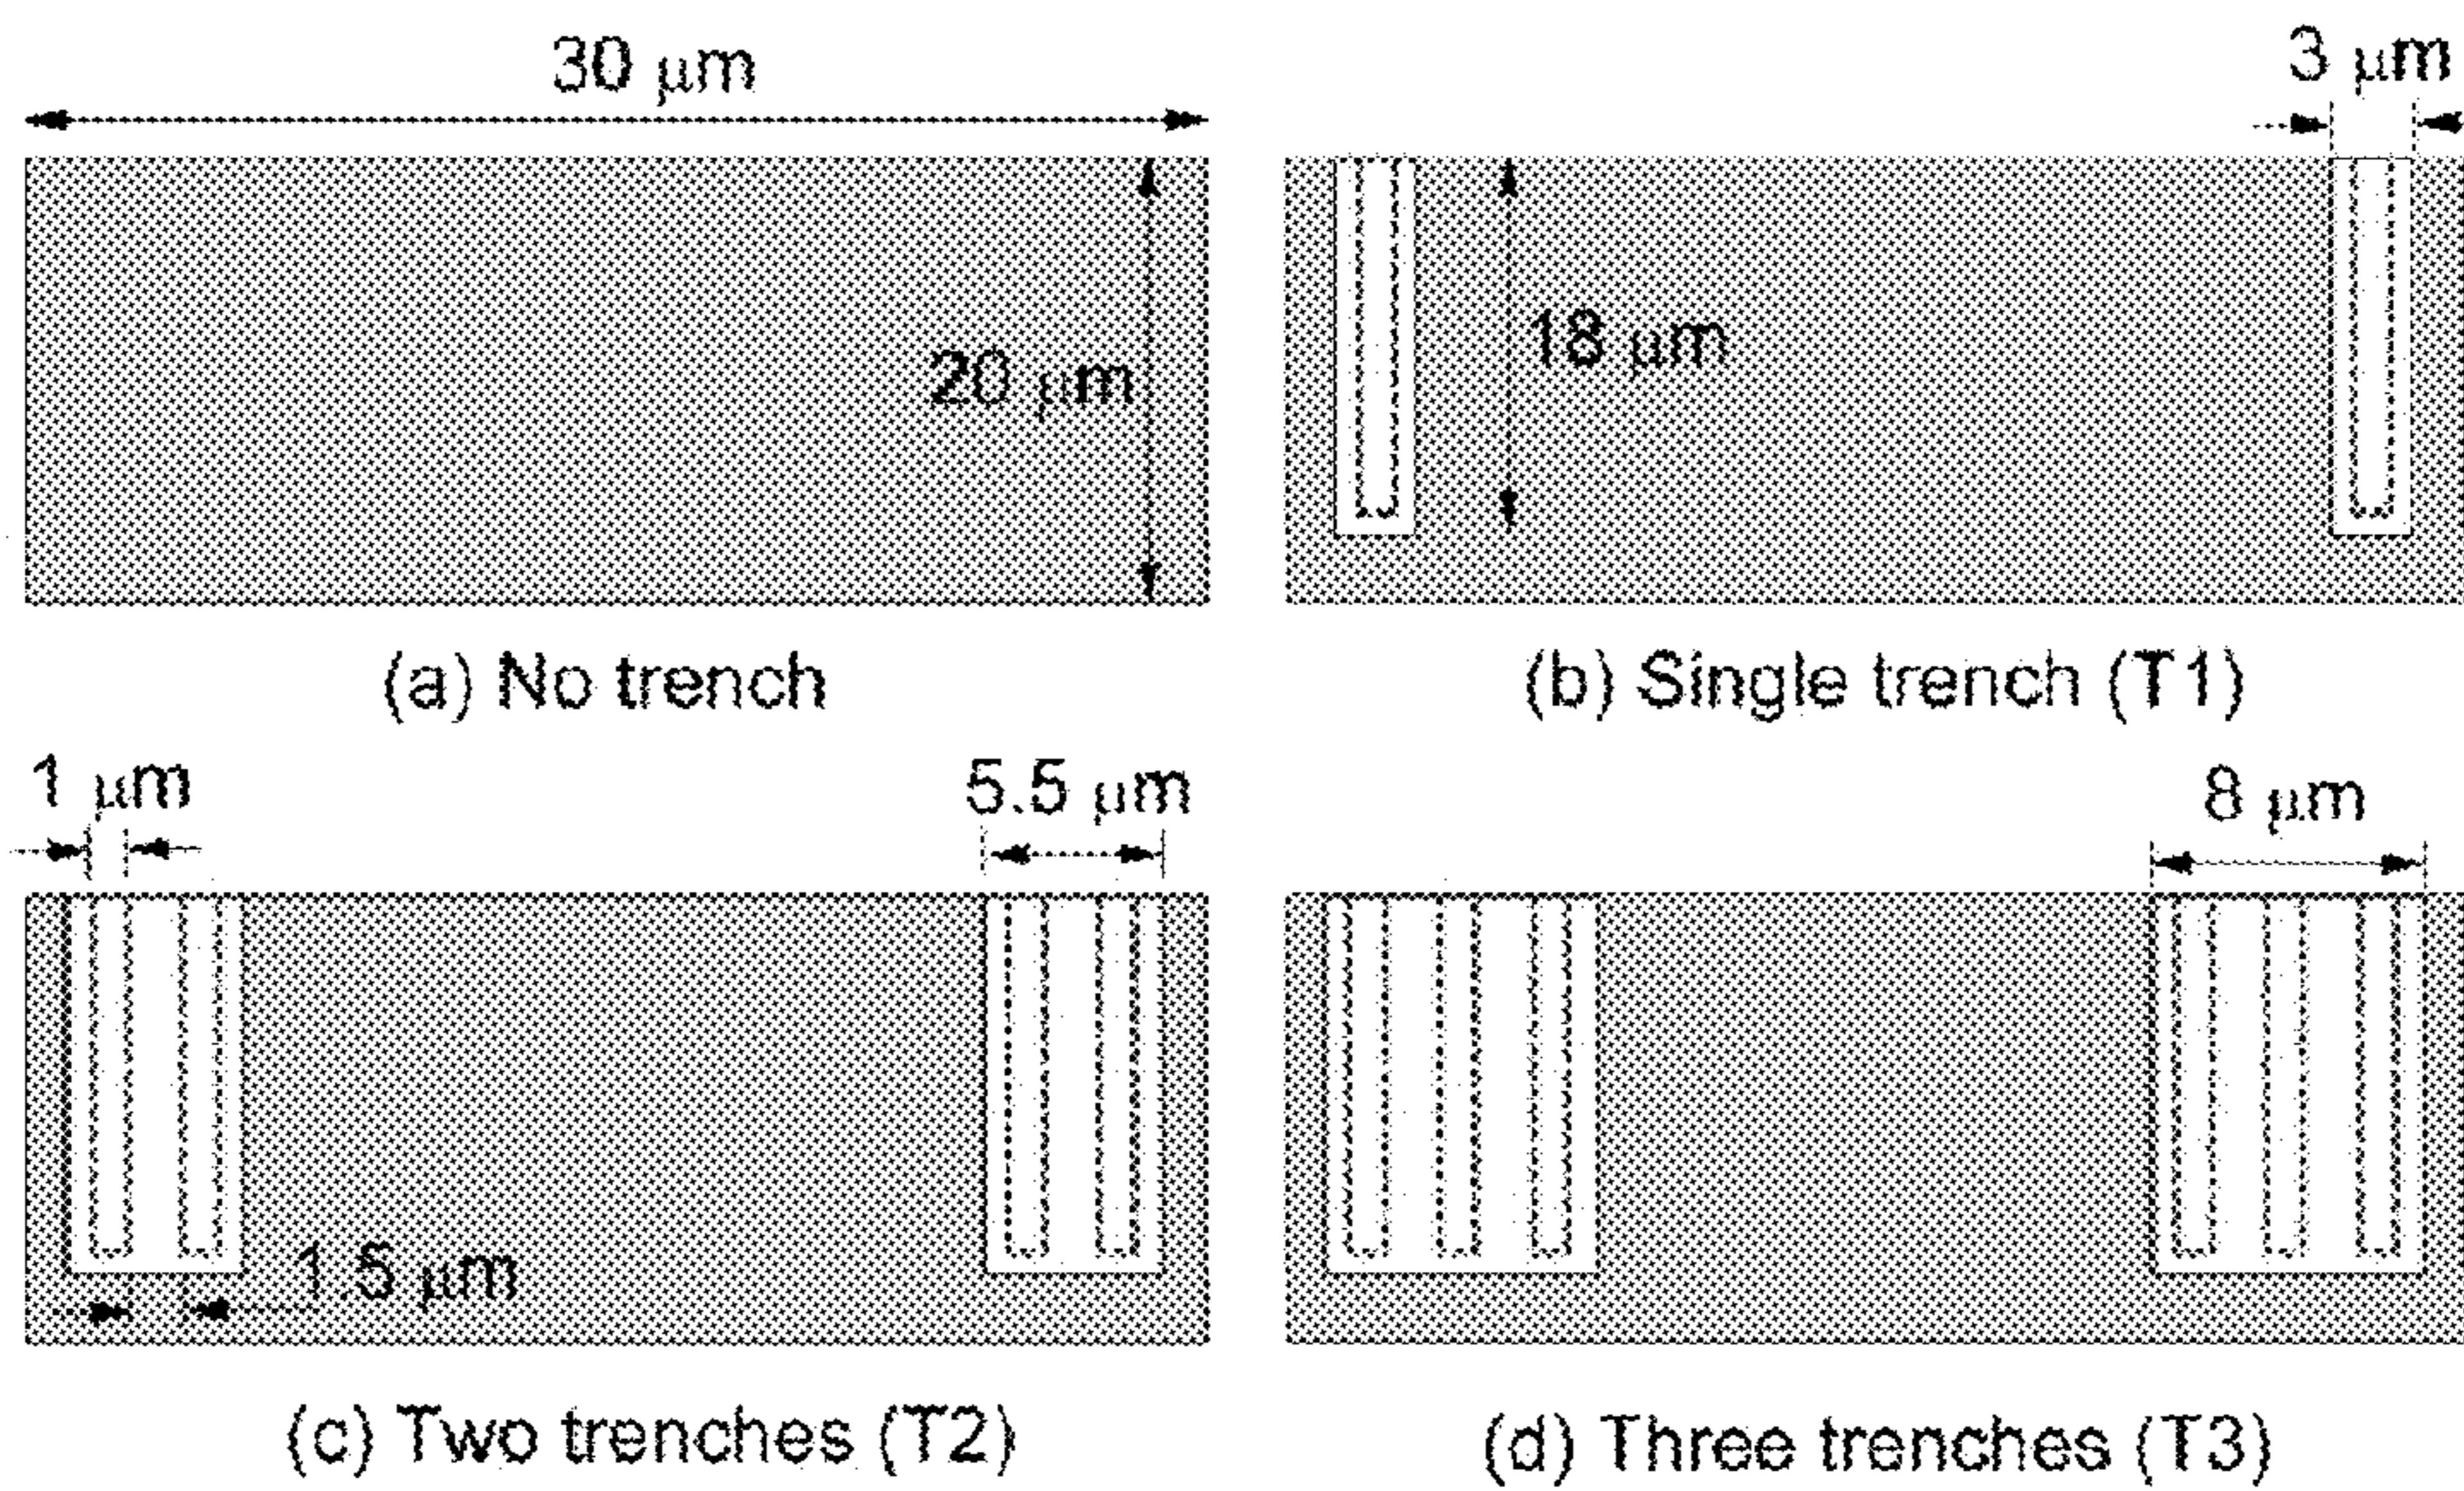 30 μm
20 μm
(a) No trench
3 μm
18 μm
(b) Single trench (T1)
1 μm
5.5 μm
1.5 μm
(c) Two trenches (T2)
8 μm
(d) Three trenches (T3)